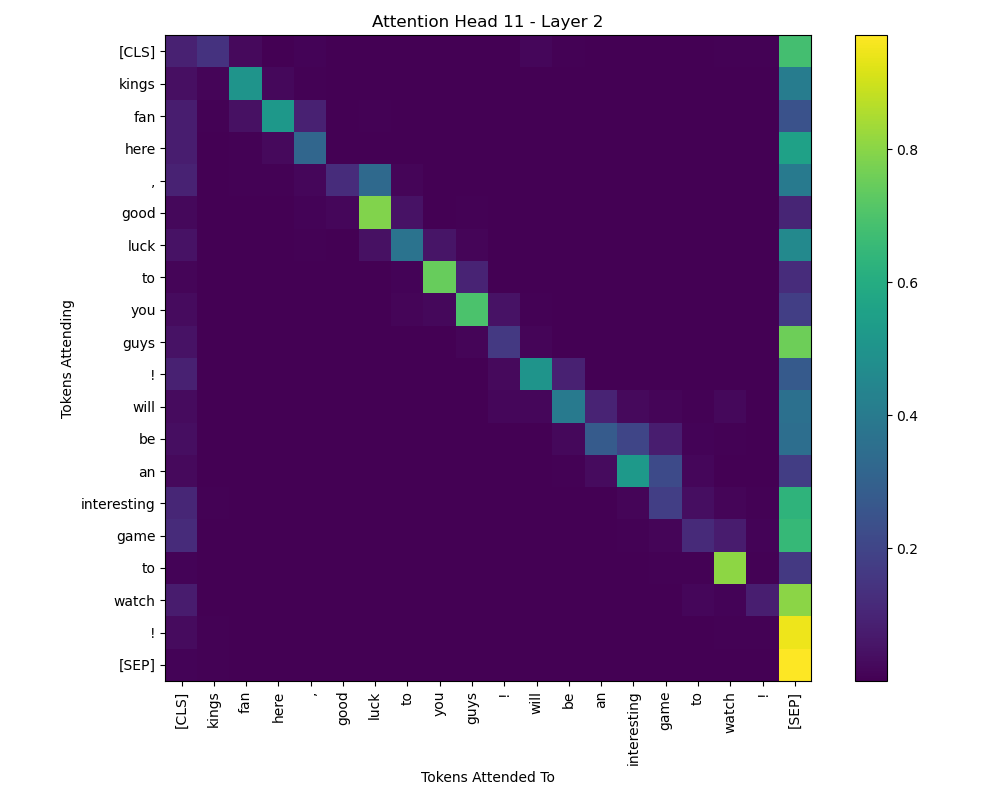 Attention Head 11 - Layer 2
Tokens Attending
[CLS]
kings
fan
here
,
good
luck
to
you
guys
!
will
be
an
interesting
game
to
watch
!
[SEP]
[CLS]
kings
fan
here
,
good
luck
to
you
guys
!
will
be
an
interesting
game
to
watch
!
[SEP]
Tokens Attended To
0.8
0.6
0.4
0.2